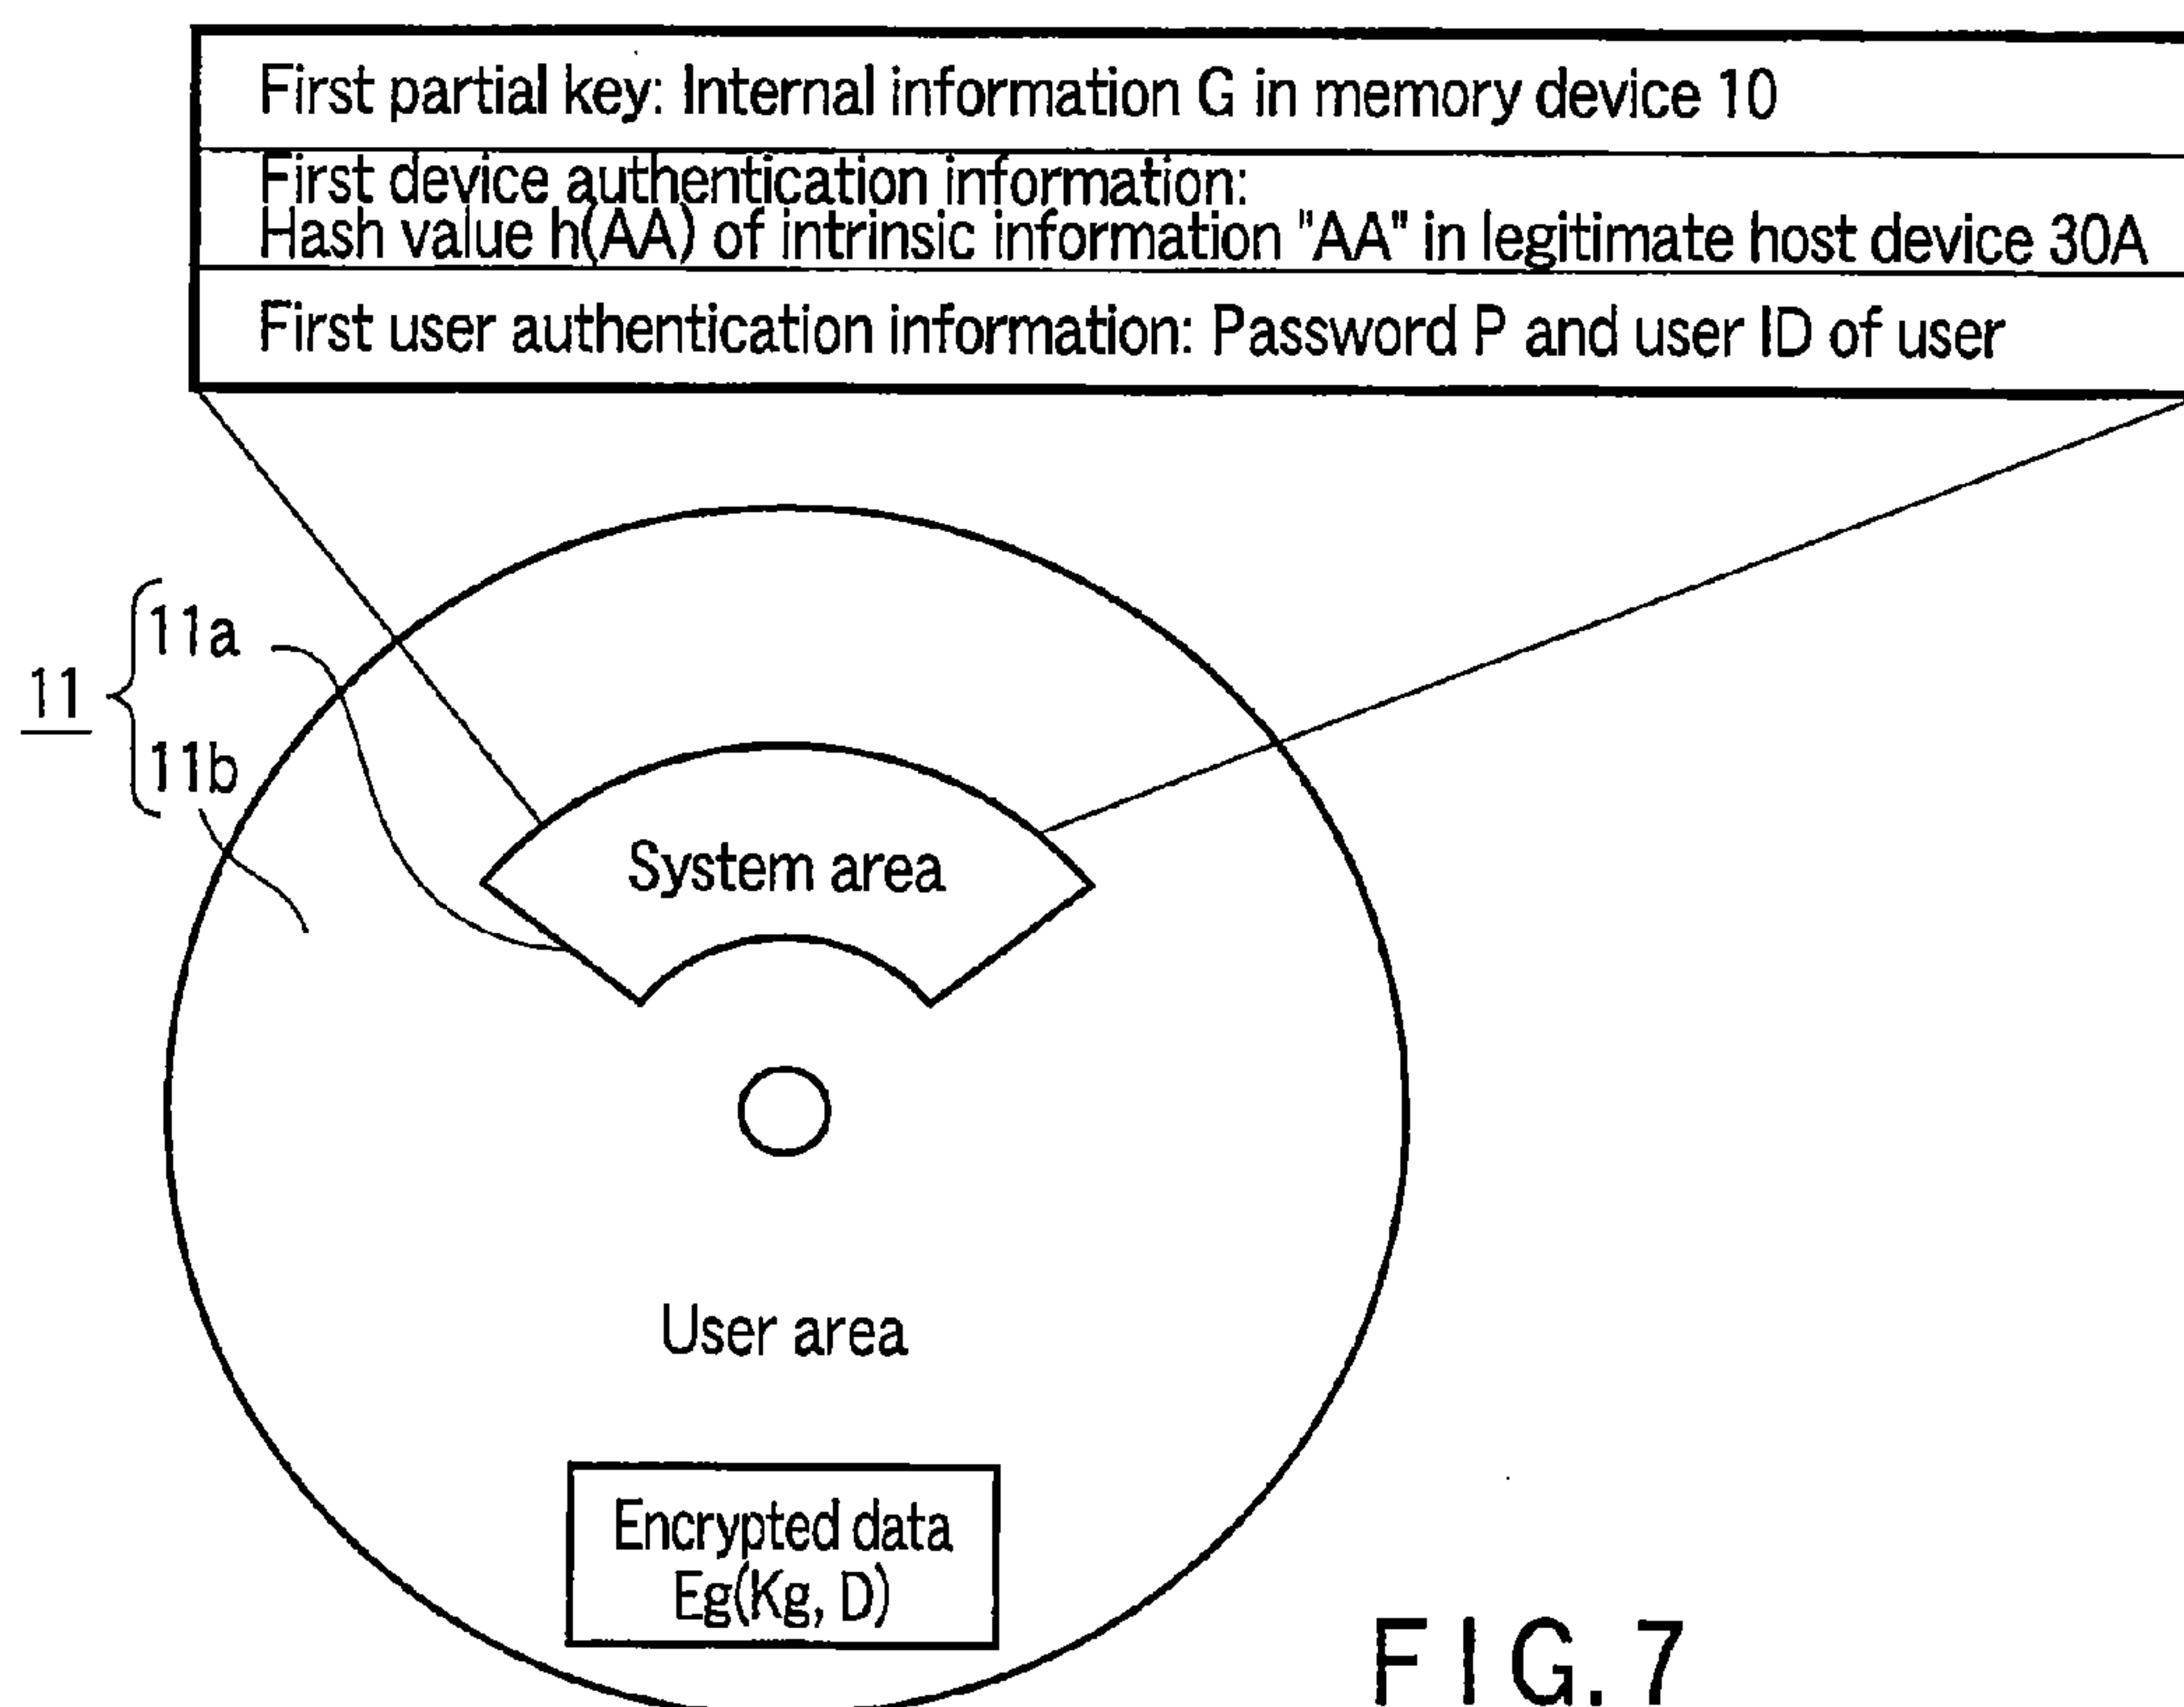 First partial key: Internal information G in memory device 10
First device authentication information:
Hash value h(AA) of intrinsic information "AA" in legitimate host device 30A
First user authentication information: Password P and user ID of user
11a
11
11b
System area
User area
Encrypted data
Eg(Kg, D)
FIG. 7